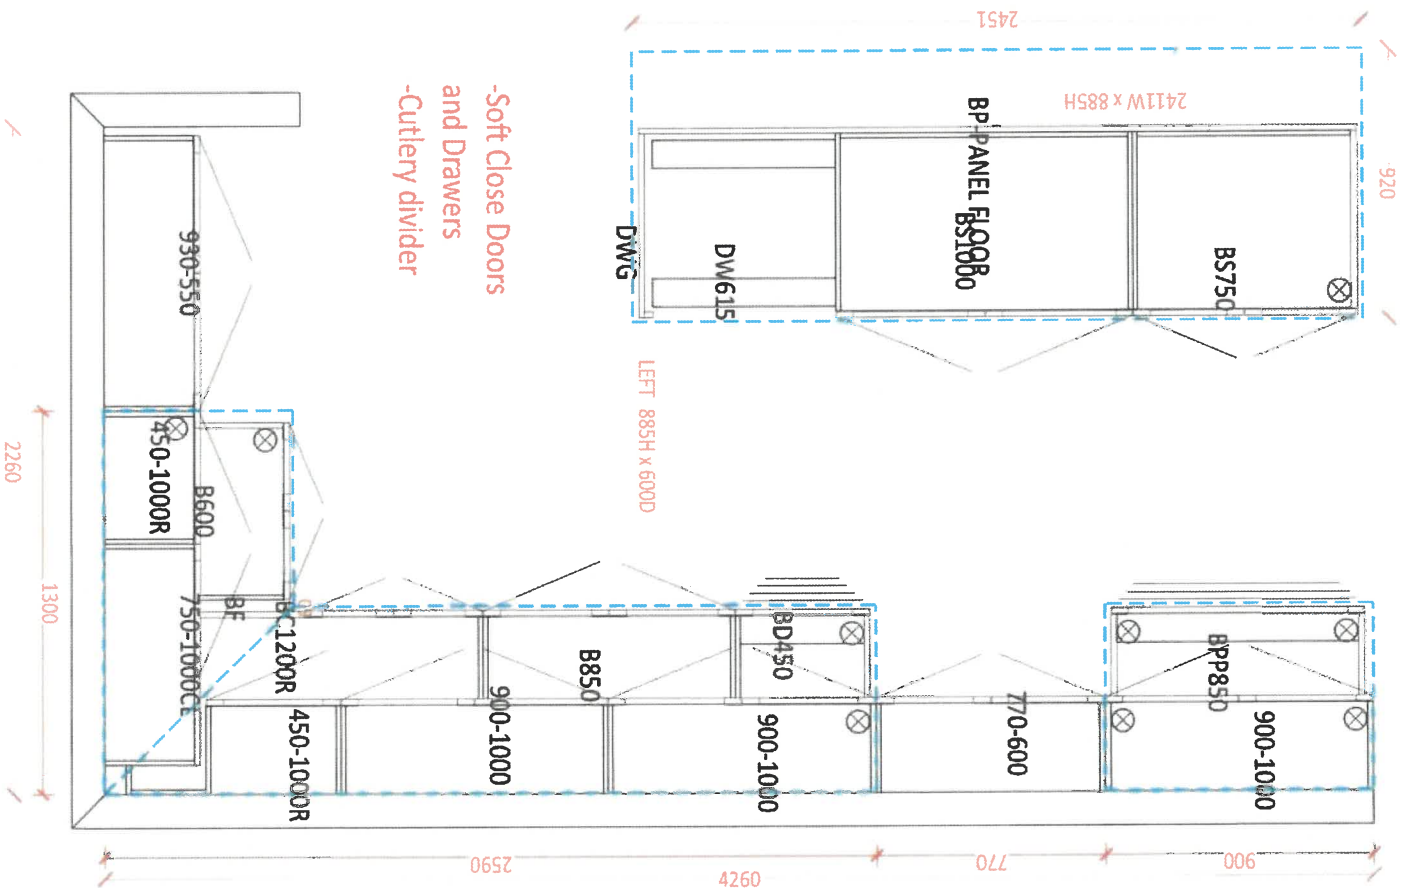 2451
2411W x 885H
920
BP-PANEL FLOOR
BS1000
BS750
DW615
DWG
-Soft Close Doors
and Drawers
-Cutlery divider
LEFT 885H x 600D
930-550
450-1000R
B600
BF
750-1000CL
BC1200R
B850
BD450
BPP850
450-1000R
900-1000
900-1000
770-600
900-1000
2260
1300
2590
770
900
4260